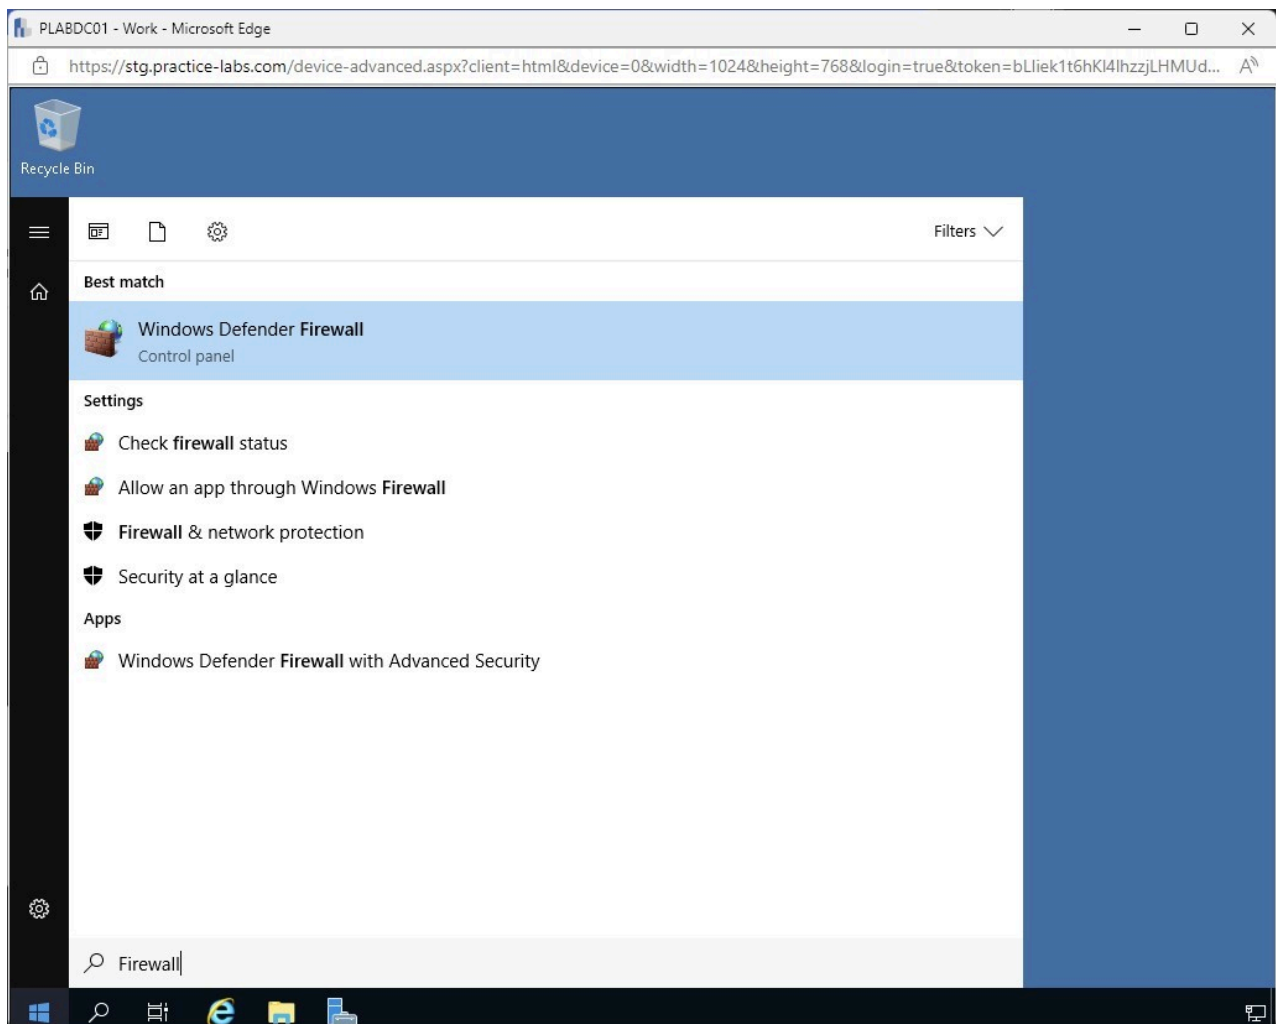 PLABDC01 - Work - Microsoft Edge
https://stg.practice-labs.com/device-advanced.aspx?client=html&device=0&width=1024&height=768&login=true&token=bLIiek1t6hKl4lhzzjLHMUd...
Recycle Bin
Filters
Best match
Windows Defender Firewall
Control panel
Settings
Check firewall status
Allow an app through Windows Firewall
Firewall & network protection
Security at a glance
Apps
Windows Defender Firewall with Advanced Security
Firewall